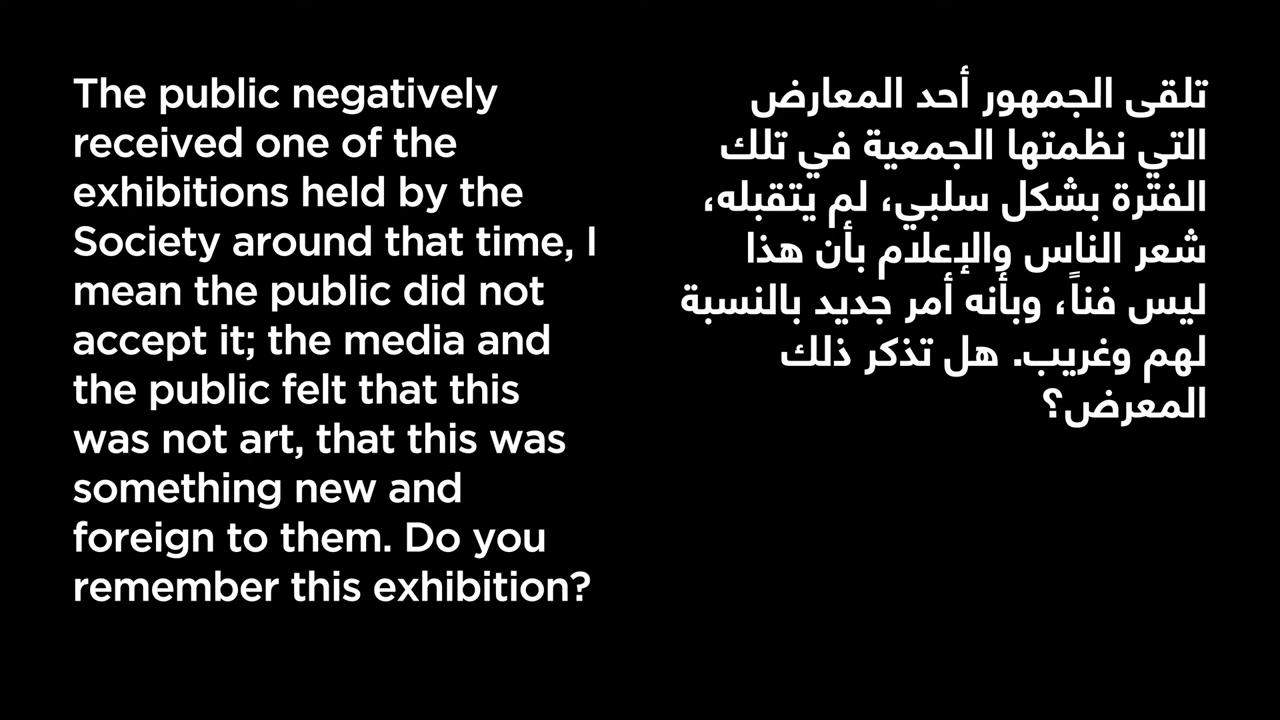 The public negatively
received one of the
exhibitions held by the
Society around that time, I
mean the public did not
accept it; the media and
the public felt that this
was not art, that this was
something new and
foreign to them. Do you
remember this exhibition?
تلقى الجمهور أحد المعارض
التي نظمتها الجمعية في تلك
الفترة بشكل سلبي، لم يتقبله،
شعر الناس والإعلام بأن هذا
ليس فناً، وبأنه أمر جديد بالنسبة
لهم وغريب. هل تذكر ذلك
المعرض؟